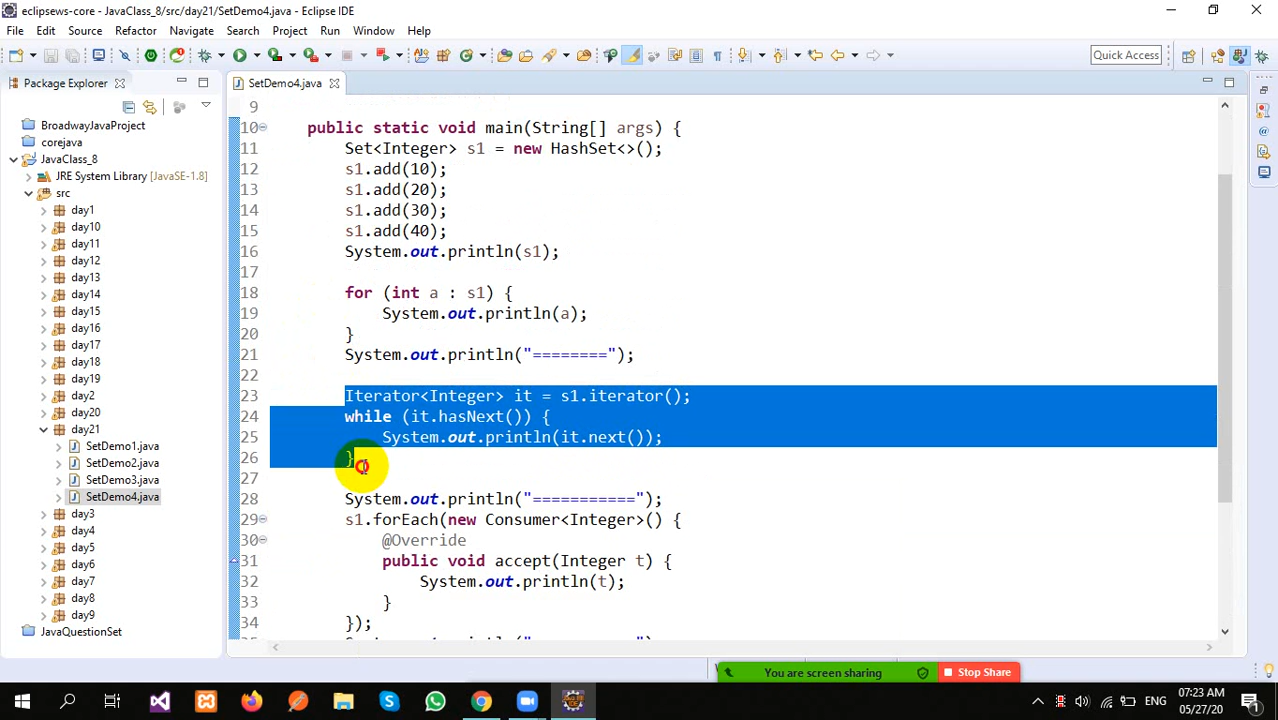 eclipsews-core - JavaClass_8/src/day21/SetDemo4.java - Eclipse IDE
File Edit Source Refactor Navigate Search Project Run Window Help
Quick Access
Package Explorer
SetDemo4.java
BroadwayJavaProject
corejava
JavaClass_8
JRE System Library [JavaSE-1.8]
src
day1
day10
day11
day12
day13
day14
day15
day16
day17
day18
day19
day2
day20
day21
SetDemo1.java
SetDemo2.java
SetDemo3.java
SetDemo4.java
day3
day4
day5
day6
day7
day8
day9
JavaQuestionSet
9
10 public static void main(String[] args) {
11 Set<Integer> s1 = new HashSet<>();
12 s1.add(10);
13 s1.add(20);
14 s1.add(30);
15 s1.add(40);
16 System.out.println(s1);
17
18 for (int a : s1) {
19 System.out.println(a);
20 }
21 System.out.println("========");
22
23 Iterator<Integer> it = s1.iterator();
24 while (it.hasNext()) {
25 System.out.println(it.next());
26 }
27
28 System.out.println("===========");
29 s1.forEach(new Consumer<Integer>() {
30 @Override
31 public void accept(Integer t) {
32 System.out.println(t);
33 }
34 });
You are screen sharing Stop Share
ENG
07:23 AM
05/27/20